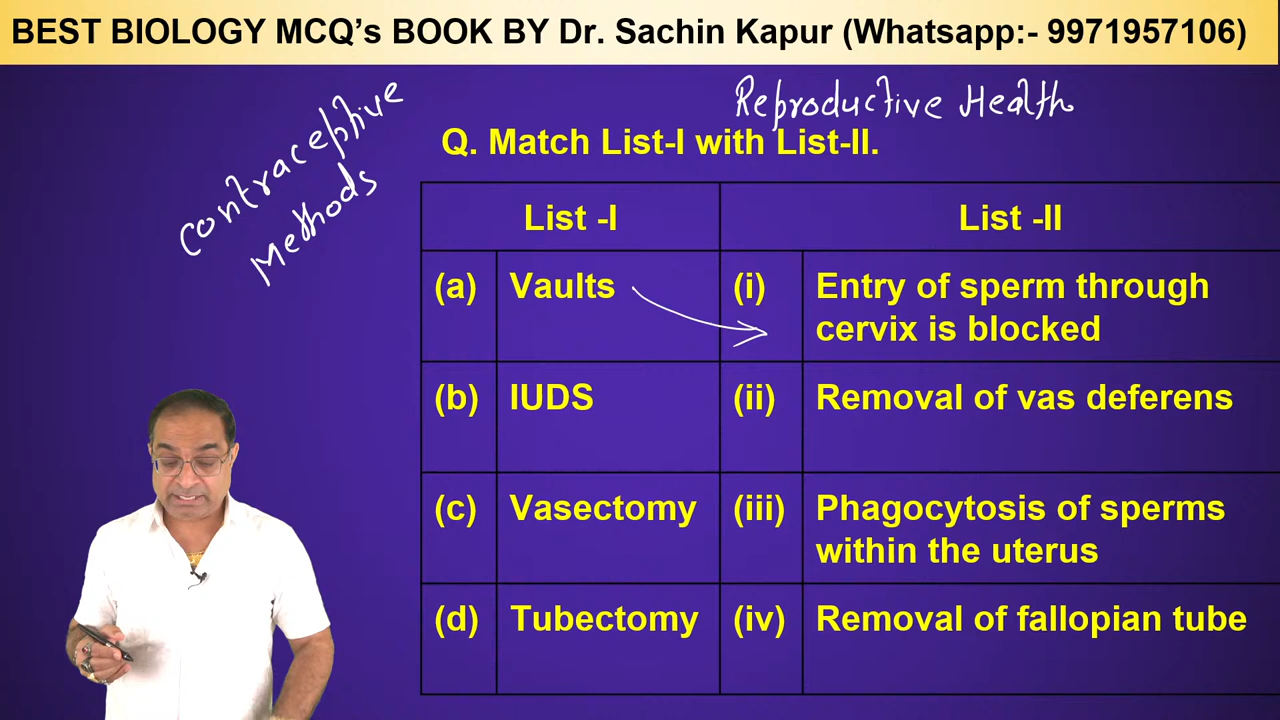 BEST BIOLOGY MCQ's BOOK BY Dr. Sachin Kapur (Whatsapp:- 9971957106)
Contraceptive
Methods
Reproductive Health
Q. Match List-I with List-II.
List -I List -II
(a) Vaults (i) Entry of sperm through
cervix is blocked
(b) IUDS (ii) Removal of vas deferens
(c) Vasectomy (iii) Phagocytosis of sperms
within the uterus
(d) Tubectomy (iv) Removal of fallopian tube